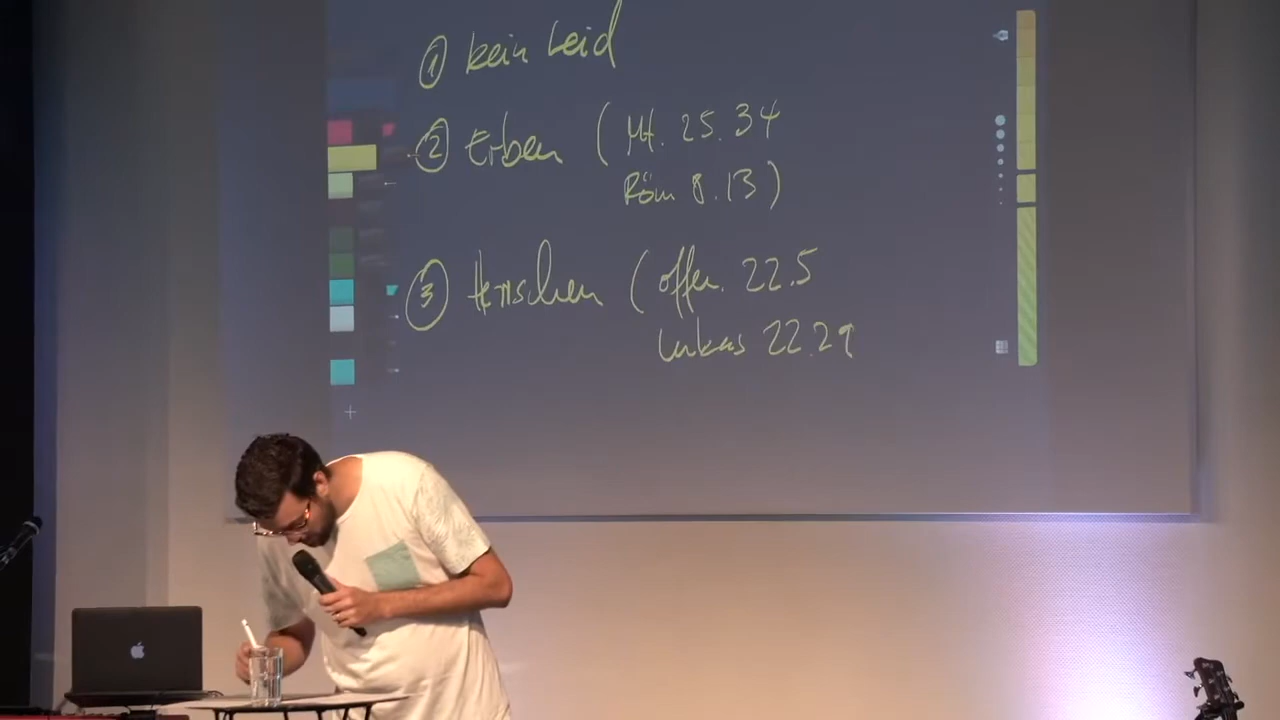 ① kein Leid
② Erben (Mt. 25.34
Röm 8.13)
③ Herrschen (Offen. 22.5
Lukas 22.29